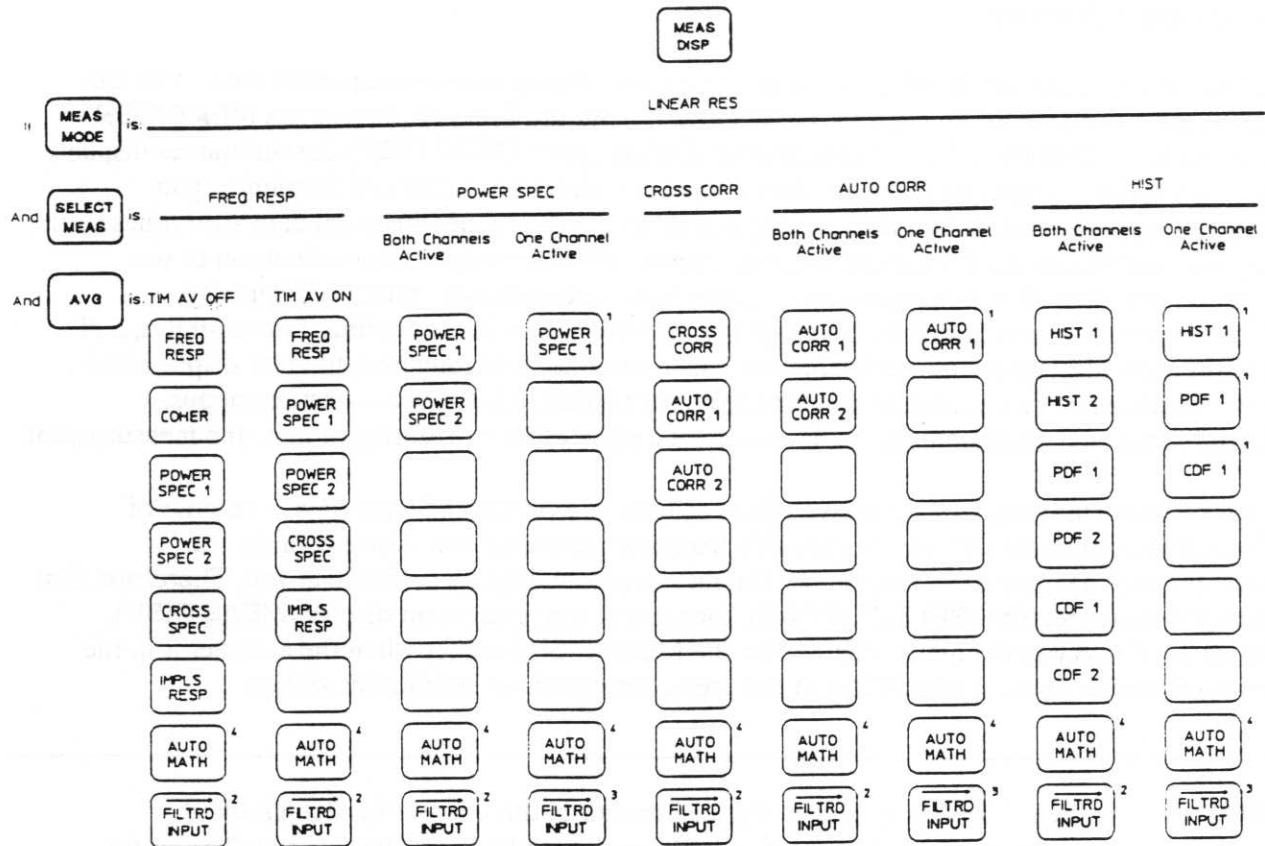 MEAS
DISP
LINEAR RES
If MEAS MODE is:
And SELECT MEAS is: FREQ RESP POWER SPEC CROSS CORR AUTO CORR HIST
Both Channels Active One Channel Active Both Channels Active One Channel Active Both Channels Active One Channel Active
And AVG is: TIM AV OFF TIM AV ON
FREQ RESP FREQ RESP POWER SPEC 1 POWER SPEC 1 1 CROSS CORR AUTO CORR 1 AUTO CORR 1 1 HIST 1 HIST 1 1
COHER POWER SPEC 1 POWER SPEC 2 AUTO CORR 1 AUTO CORR 2 HIST 2 PDF 1 1
POWER SPEC 1 POWER SPEC 2 AUTO CORR 2 PDF 1 CDF 1 1
POWER SPEC 2 CROSS SPEC PDF 2
CROSS SPEC IMPLS RESP CDF 1
IMPLS RESP CDF 2
AUTO MATH 4 AUTO MATH 4 AUTO MATH 4 AUTO MATH 4 AUTO MATH 4 AUTO MATH 4 AUTO MATH 4 AUTO MATH 4 AUTO MATH 4
FILTRD INPUT 2 FILTRD INPUT 2 FILTRD INPUT 2 FILTRD INPUT 3 FILTRD INPUT 2 FILTRD INPUT 2 FILTRD INPUT 3 FILTRD INPUT 2 FILTRD INPUT 3